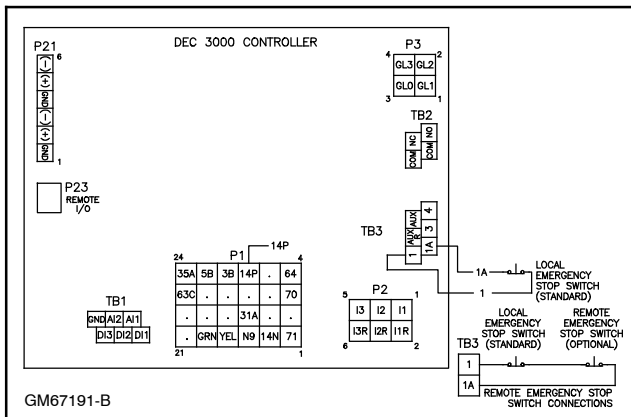 DEC 3000 CONTROLLER
P21
6
(-)
(+)
GND
(-)
(+)
GND
1
P23
REMOTE
I/O
P3
4 2
GL3 GL2
GL0 GL1
3 1
TB2
COM NC
COM NO
TB3
AUX AUX
R
4
3
1 1A
14P
24 P1 4
35A 5B 3B 14P . 64
63C . . . . 70
. . . 31A . .
. GRN YEL N9 14N 71
21 1
TB1
GND AI2 AI1
DI3 DI2 DI1
P2
5 1
I3 I2 I1
I3R I2R I1R
6 2
1A
1
LOCAL
EMERGENCY
STOP SWITCH
(STANDARD)
LOCAL
EMERGENCY
STOP SWITCH
(STANDARD)
REMOTE
EMERGENCY
STOP SWITCH
(OPTIONAL)
TB3
1
1A
REMOTE EMERGENCY STOP
SWITCH CONNECTIONS
GM67191-B